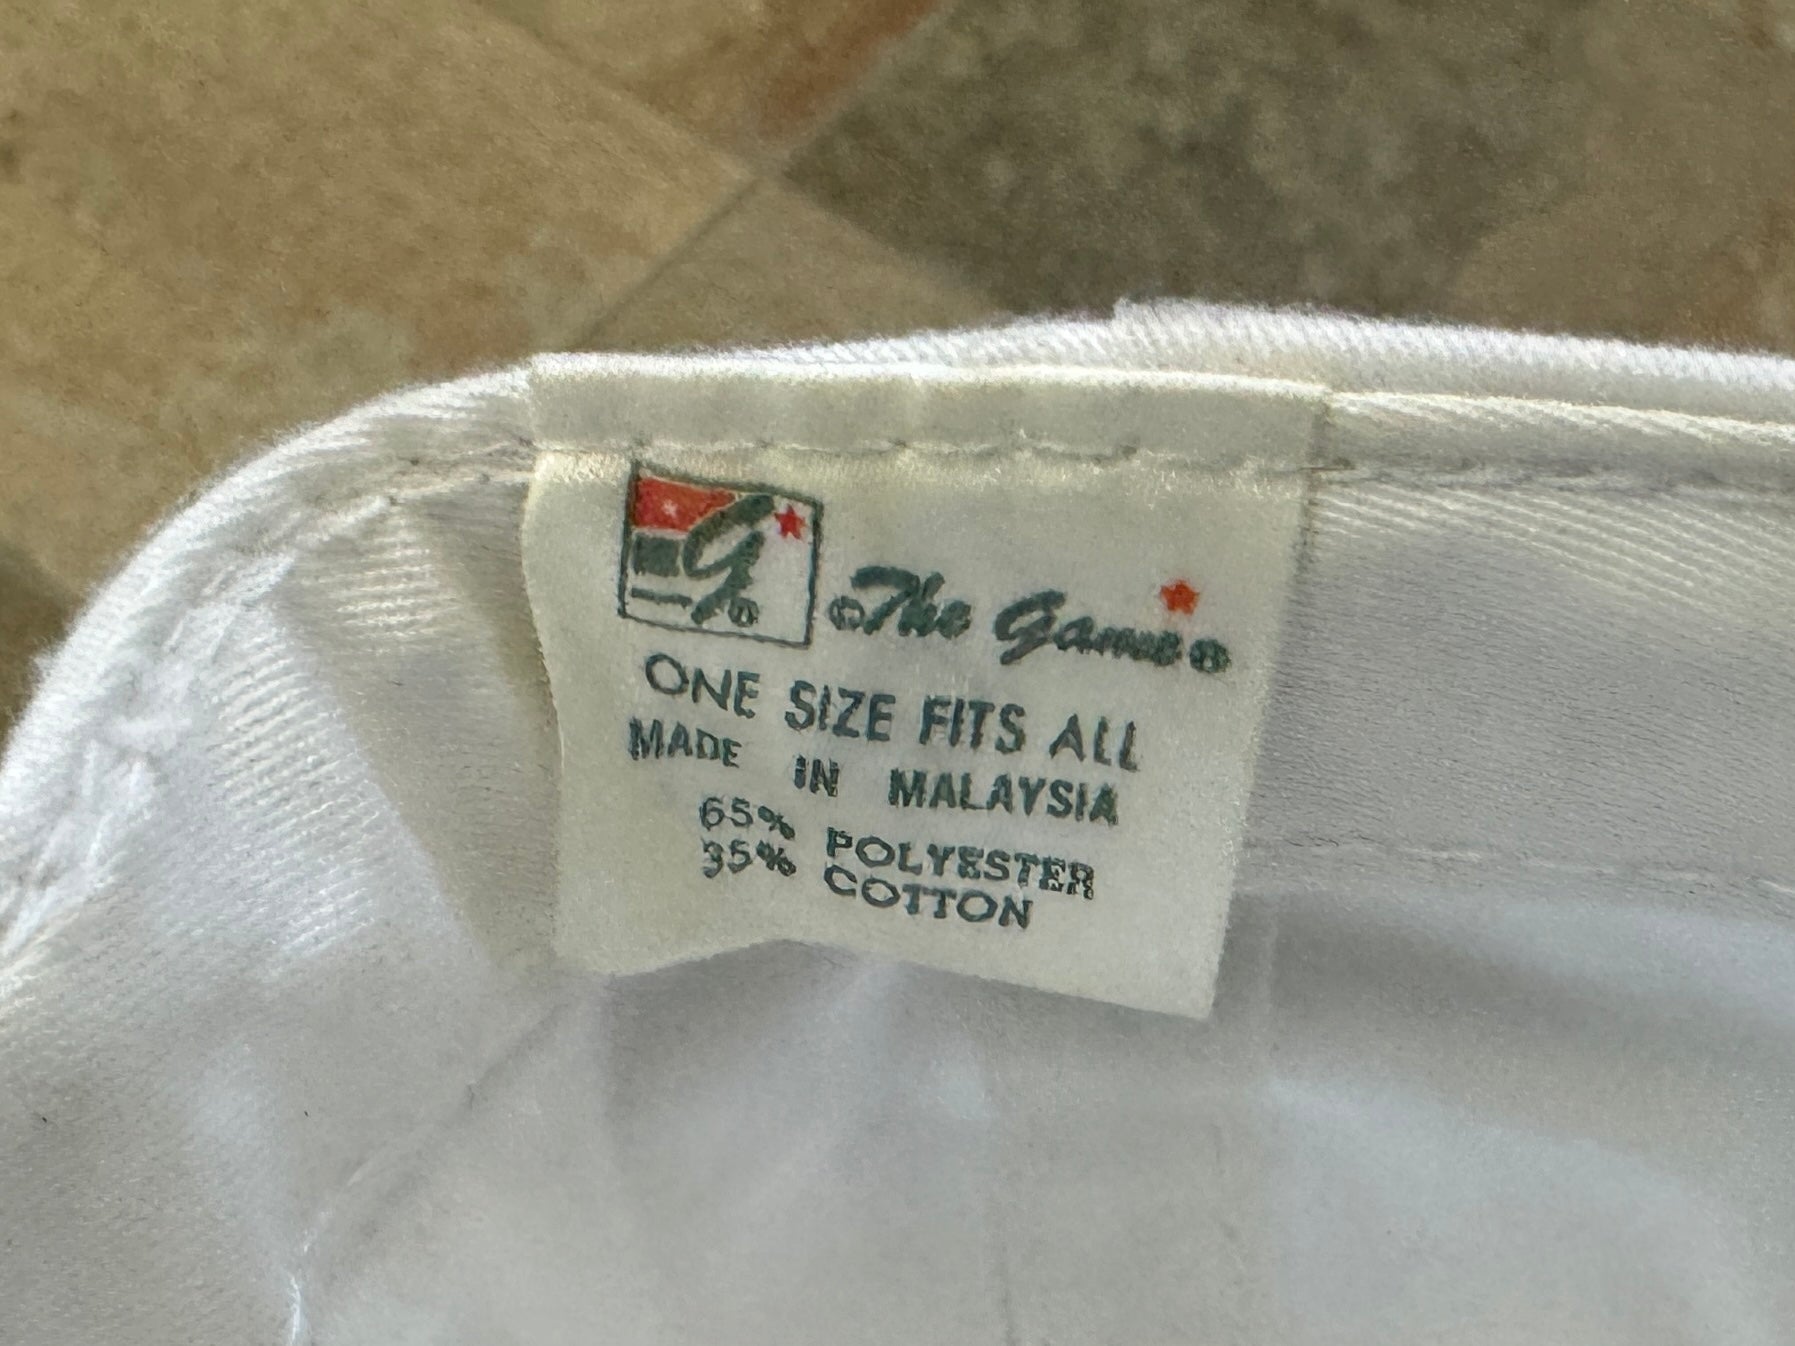 g®
©The Game®
ONE SIZE FITS ALL
MADE IN MALAYSIA
65% POLYESTER
35% COTTON